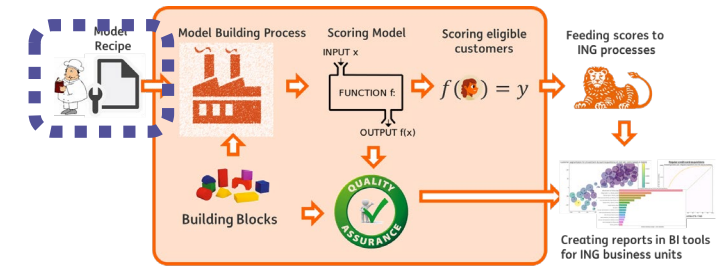 Model
Recipe
Model Building Process
Scoring Model
Scoring eligible
customers
Feeding scores to
ING processes
INPUT x
FUNCTION f:
OUTPUT f(x)
f( ) = y
Building Blocks
QUALITY
ASSURANCE
Creating reports in BI tools
for ING business units